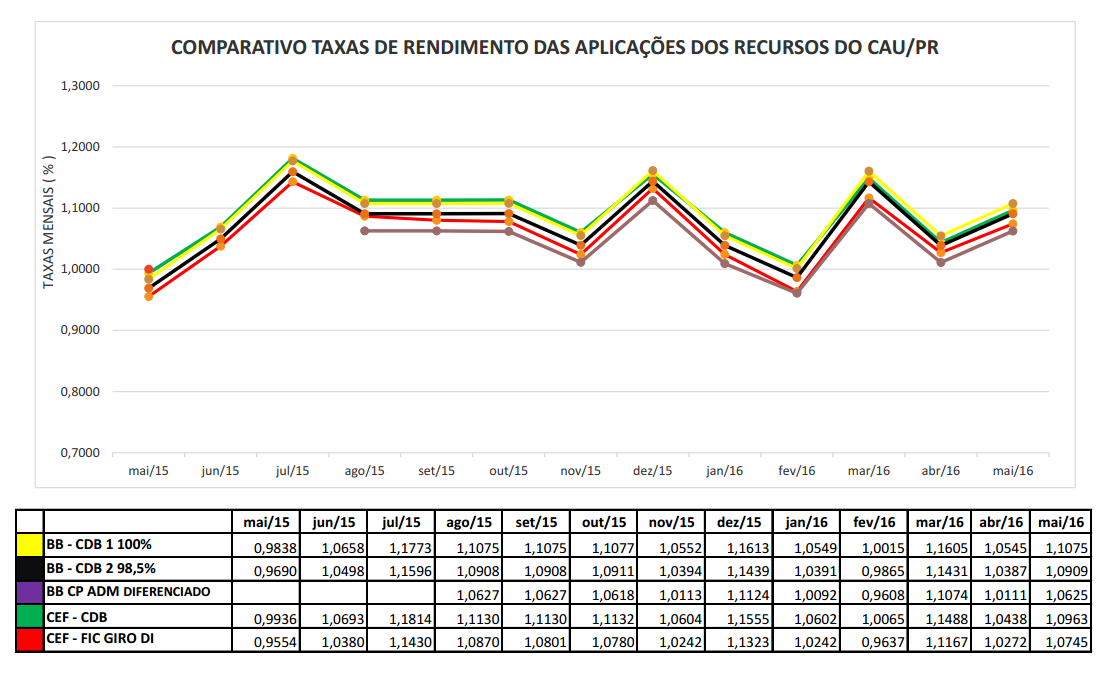 COMPARATIVO TAXAS DE RENDIMENTO DAS APLICAÇÕES DOS RECURSOS DO CAU/PR
TAXAS MENSAIS ( % )
1,3000
1,2000
1,1000
1,0000
0,9000
0,8000
0,7000
mai/15 jun/15 jul/15 ago/15 set/15 out/15 nov/15 dez/15 jan/16 fev/16 mar/16 abr/16 mai/16
mai/15 jun/15 jul/15 ago/15 set/15 out/15 nov/15 dez/15 jan/16 fev/16 mar/16 abr/16 mai/16
BB - CDB 1 100% 0,9838 1,0658 1,1773 1,1075 1,1075 1,1077 1,0552 1,1613 1,0549 1,0015 1,1605 1,0545 1,1075
BB - CDB 2 98,5% 0,9690 1,0498 1,1596 1,0908 1,0908 1,0911 1,0394 1,1439 1,0391 0,9865 1,1431 1,0387 1,0909
BB CP ADM DIFERENCIADO 1,0627 1,0627 1,0618 1,0113 1,1124 1,0092 0,9608 1,1074 1,0111 1,0625
CEF - CDB 0,9936 1,0693 1,1814 1,1130 1,1130 1,1132 1,0604 1,1555 1,0602 1,0065 1,1488 1,0438 1,0963
CEF - FIC GIRO DI 0,9554 1,0380 1,1430 1,0870 1,0801 1,0780 1,0242 1,1323 1,0242 0,9637 1,1167 1,0272 1,0745